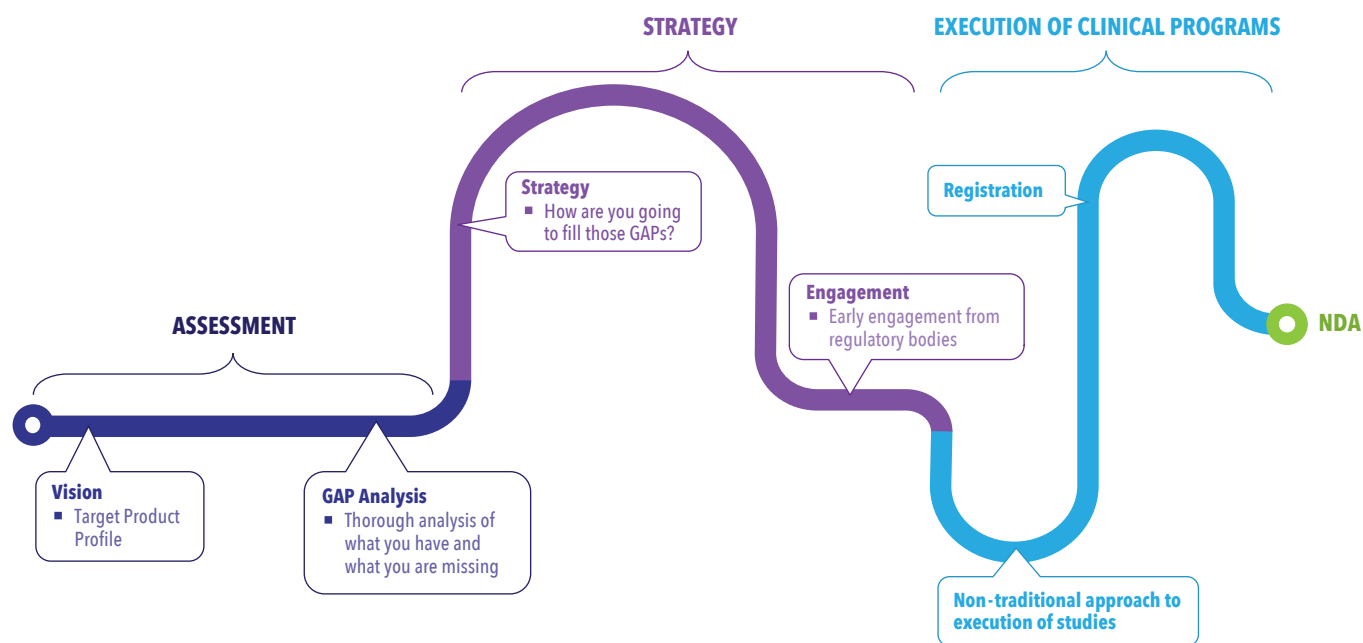 STRATEGY
EXECUTION OF CLINICAL PROGRAMS
Strategy
▪ How are you going
to fill those GAPs?
Registration
Engagement
▪ Early engagement from
regulatory bodies
ASSESSMENT
NDA
Vision
▪ Target Product
Profile
GAP Analysis
▪ Thorough analysis of
what you have and
what you are missing
Non-traditional approach to
execution of studies